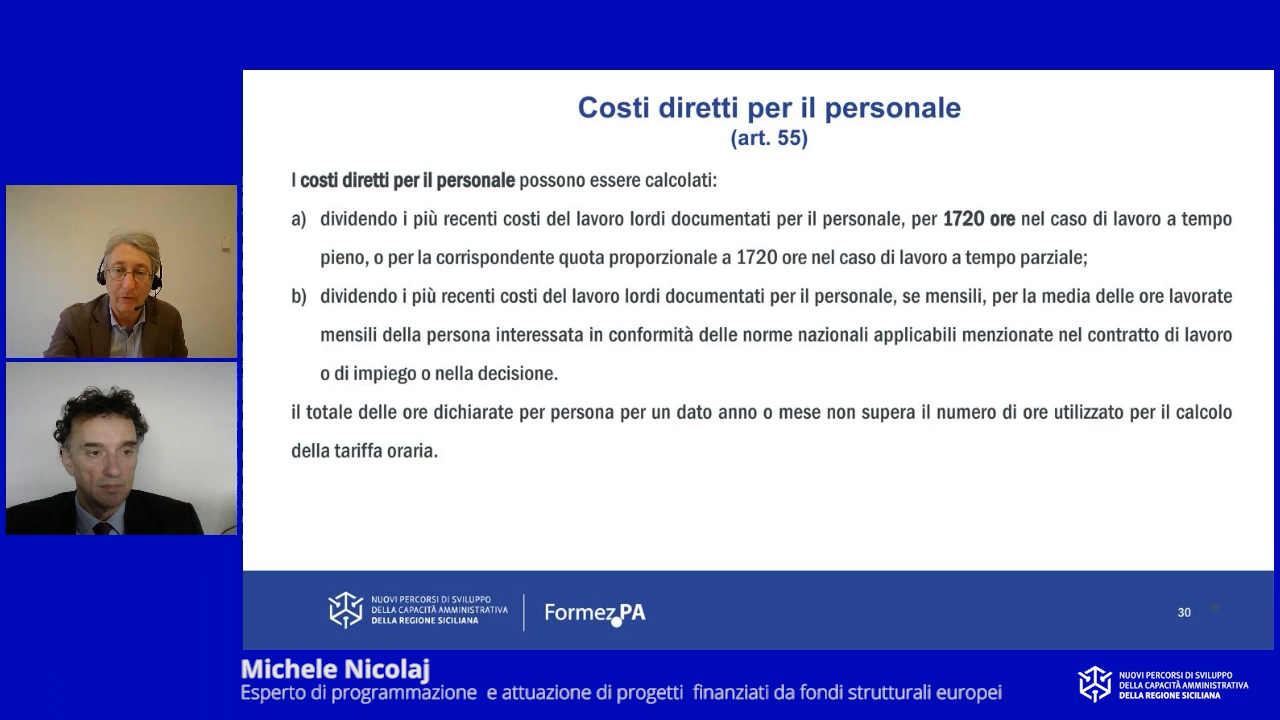 Costi diretti per il personale
(art. 55)
I costi diretti per il personale possono essere calcolati:
a) dividendo i più recenti costi del lavoro lordi documentati per il personale, per 1720 ore nel caso di lavoro a tempo
pieno, o per la corrispondente quota proporzionale a 1720 ore nel caso di lavoro a tempo parziale;
b) dividendo i più recenti costi del lavoro lordi documentati per il personale, se mensili, per la media delle ore lavorate
mensili della persona interessata in conformità delle norme nazionali applicabili menzionate nel contratto di lavoro
o di impiego o nella decisione.
il totale delle ore dichiarate per persona per un dato anno o mese non supera il numero di ore utilizzato per il calcolo
della tariffa oraria.
NUOVI PERCORSI DI SVILUPPO
DELLA CAPACITÀ AMMINISTRATIVA
DELLA REGIONE SICILIANA
Formez PA
30
30
Michele Nicolaj
Esperto di programmazione e attuazione di progetti finanziati da fondi strutturali europei
NUOVI PERCORSI DI SVILUPPO
DELLA CAPACITÀ AMMINISTRATIVA
DELLA REGIONE SICILIANA